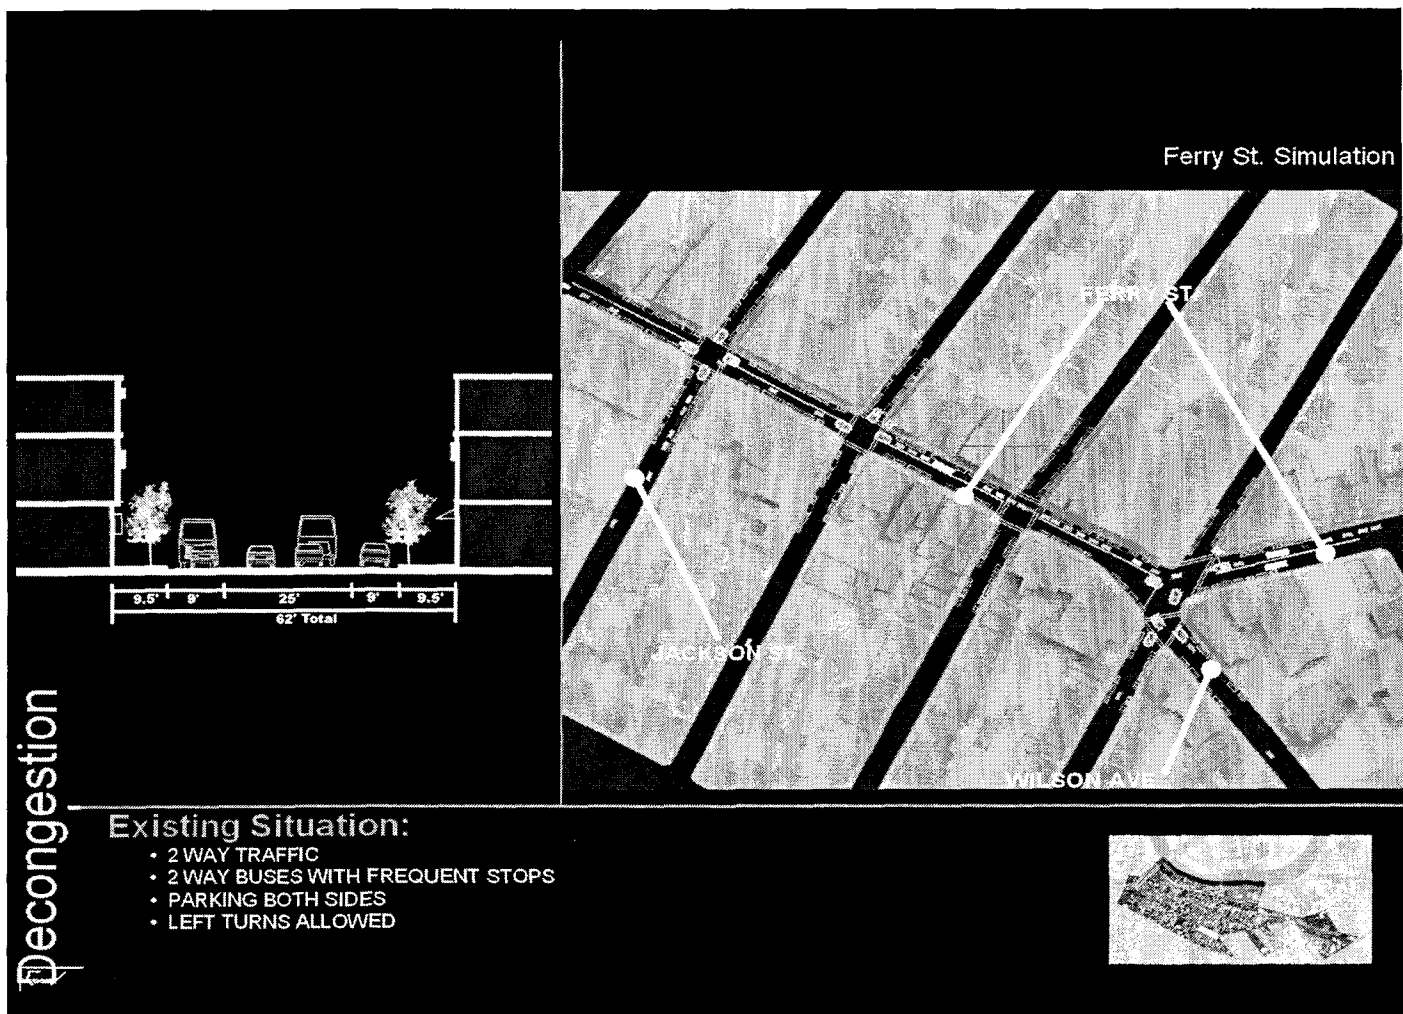 Ferry St. Simulation
FERRY ST.
JACKSON ST.
WILSON AVE
9.5' 9' 25' 9' 9.5'
62' Total
Decongestion
Existing Situation:
• 2 WAY TRAFFIC
• 2 WAY BUSES WITH FREQUENT STOPS
• PARKING BOTH SIDES
• LEFT TURNS ALLOWED